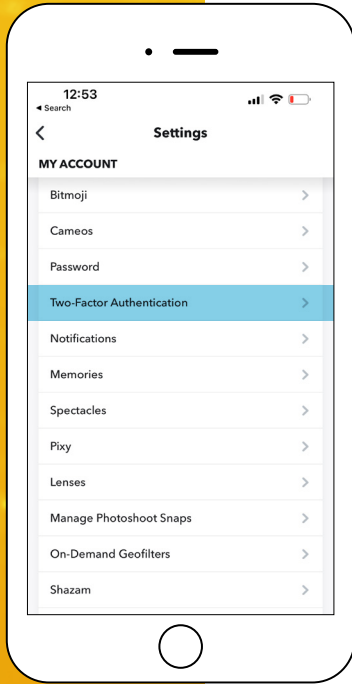 12:53
Search
Settings
MY ACCOUNT
Bitmoji
Cameos
Password
Two-Factor Authentication
Notifications
Memories
Spectacles
Pixy
Lenses
Manage Photoshoot Snaps
On-Demand Geofilters
Shazam